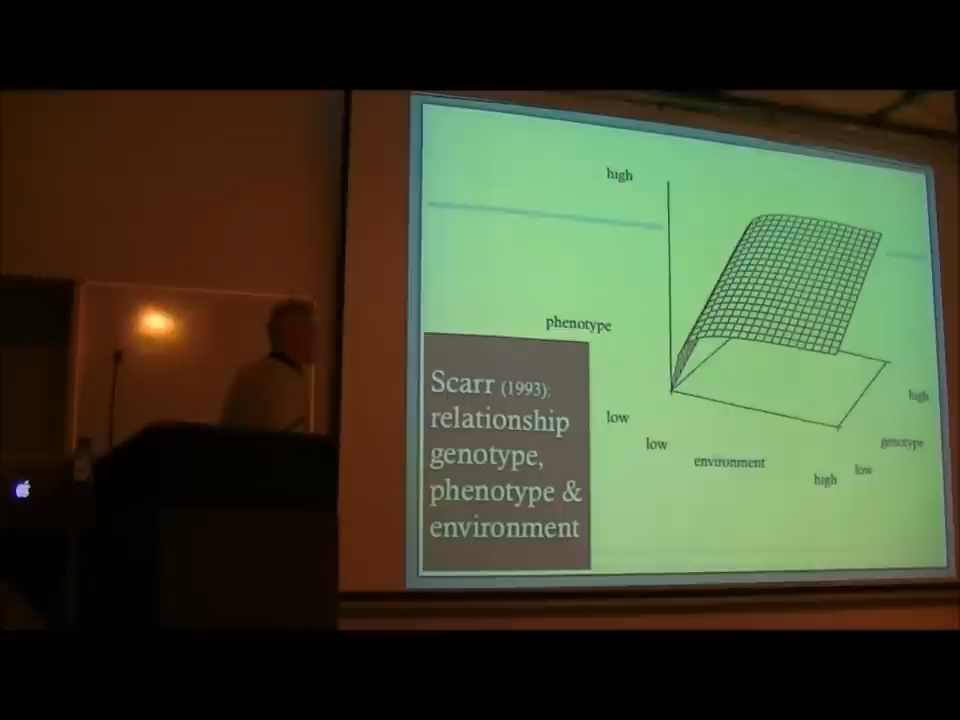 high
phenotype
Scarr (1993):
relationship
genotype,
phenotype &
environment
low
low
environment
high
low
genotype
high